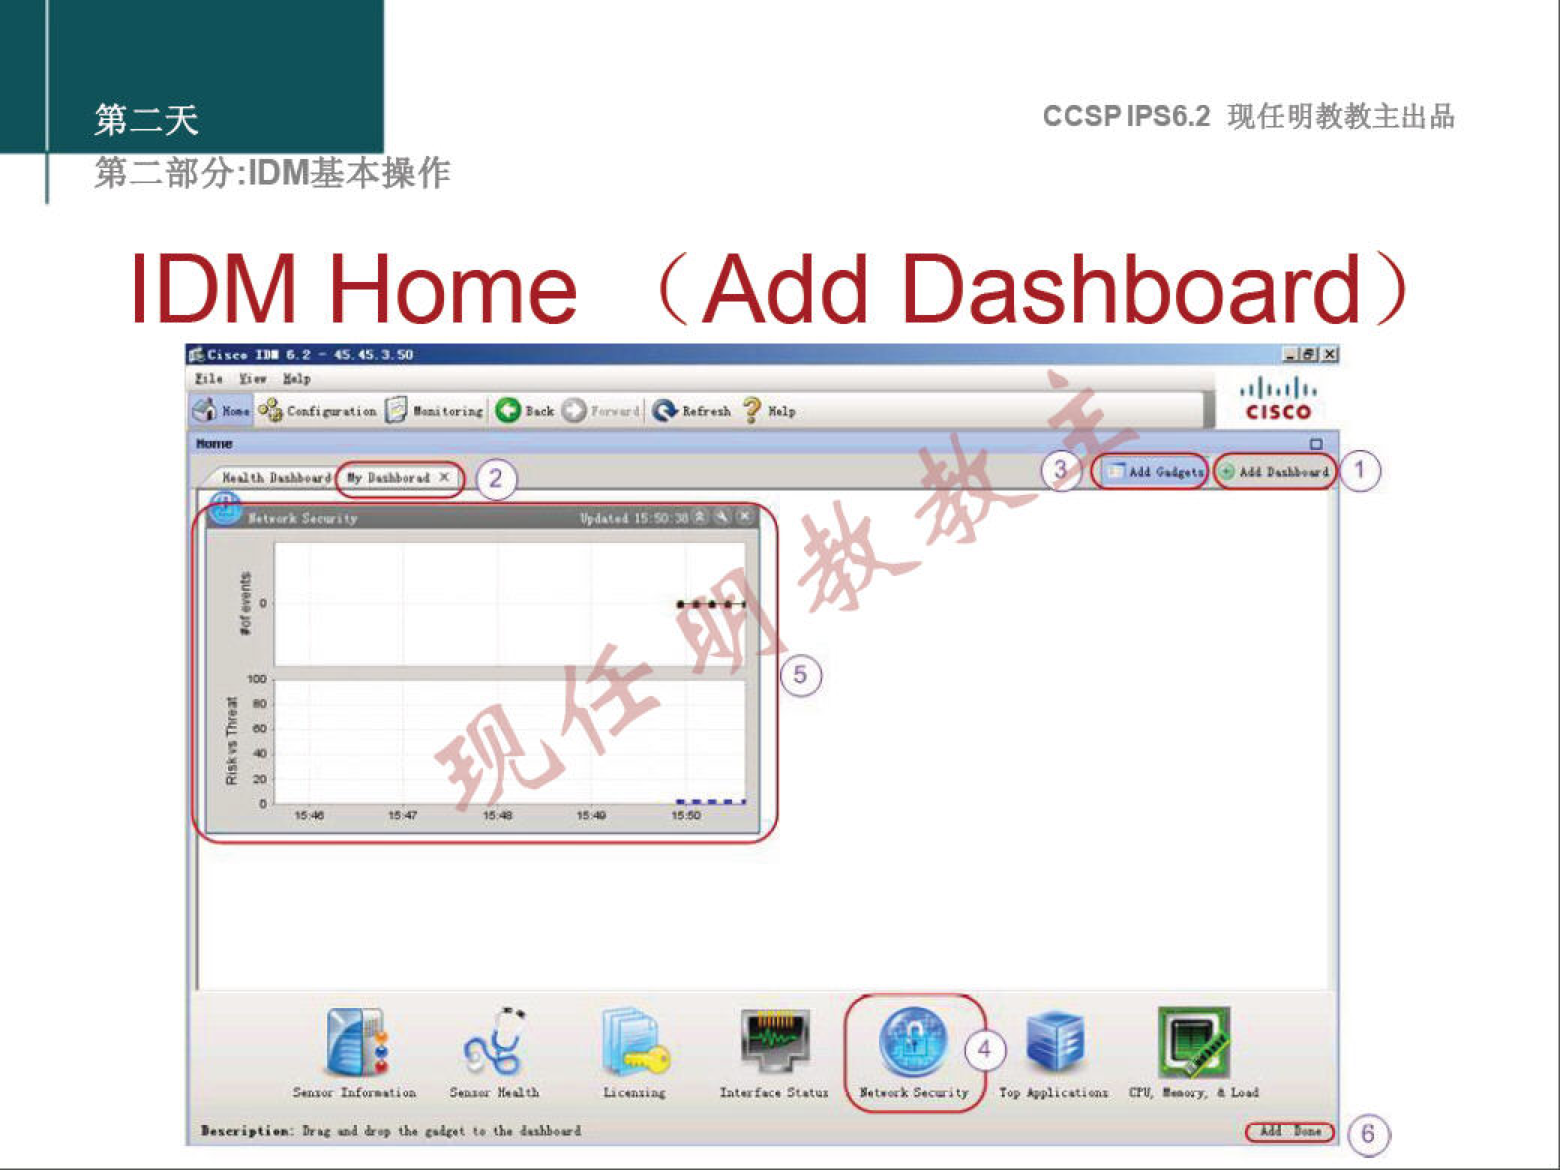 第二天
CCSP IPS6.2 现任明教教主出品
第二部分:IDM基本操作
IDM Home （Add Dashboard）
Cisco IDM 6.2 - 45.45.3.50
File View Help
Home Configuration Monitoring Back Forward Refresh Help
CISCO
Home
Health Dashboard My Dashborad X 2 3 Add Gadgets Add Dashboard 1
Network Security Updated 15:50:38
#of events
0
5
Risk vs Threat
100
80
60
40
20
0
15:46 15:47 15:48 15:49 15:50
现任明教教主
4
Sensor Information Sensor Health Licensing Interface Status Network Security Top Applications CPU, Memory, & Load
Description: Drag and drop the gadget to the dashboard
Add Done 6